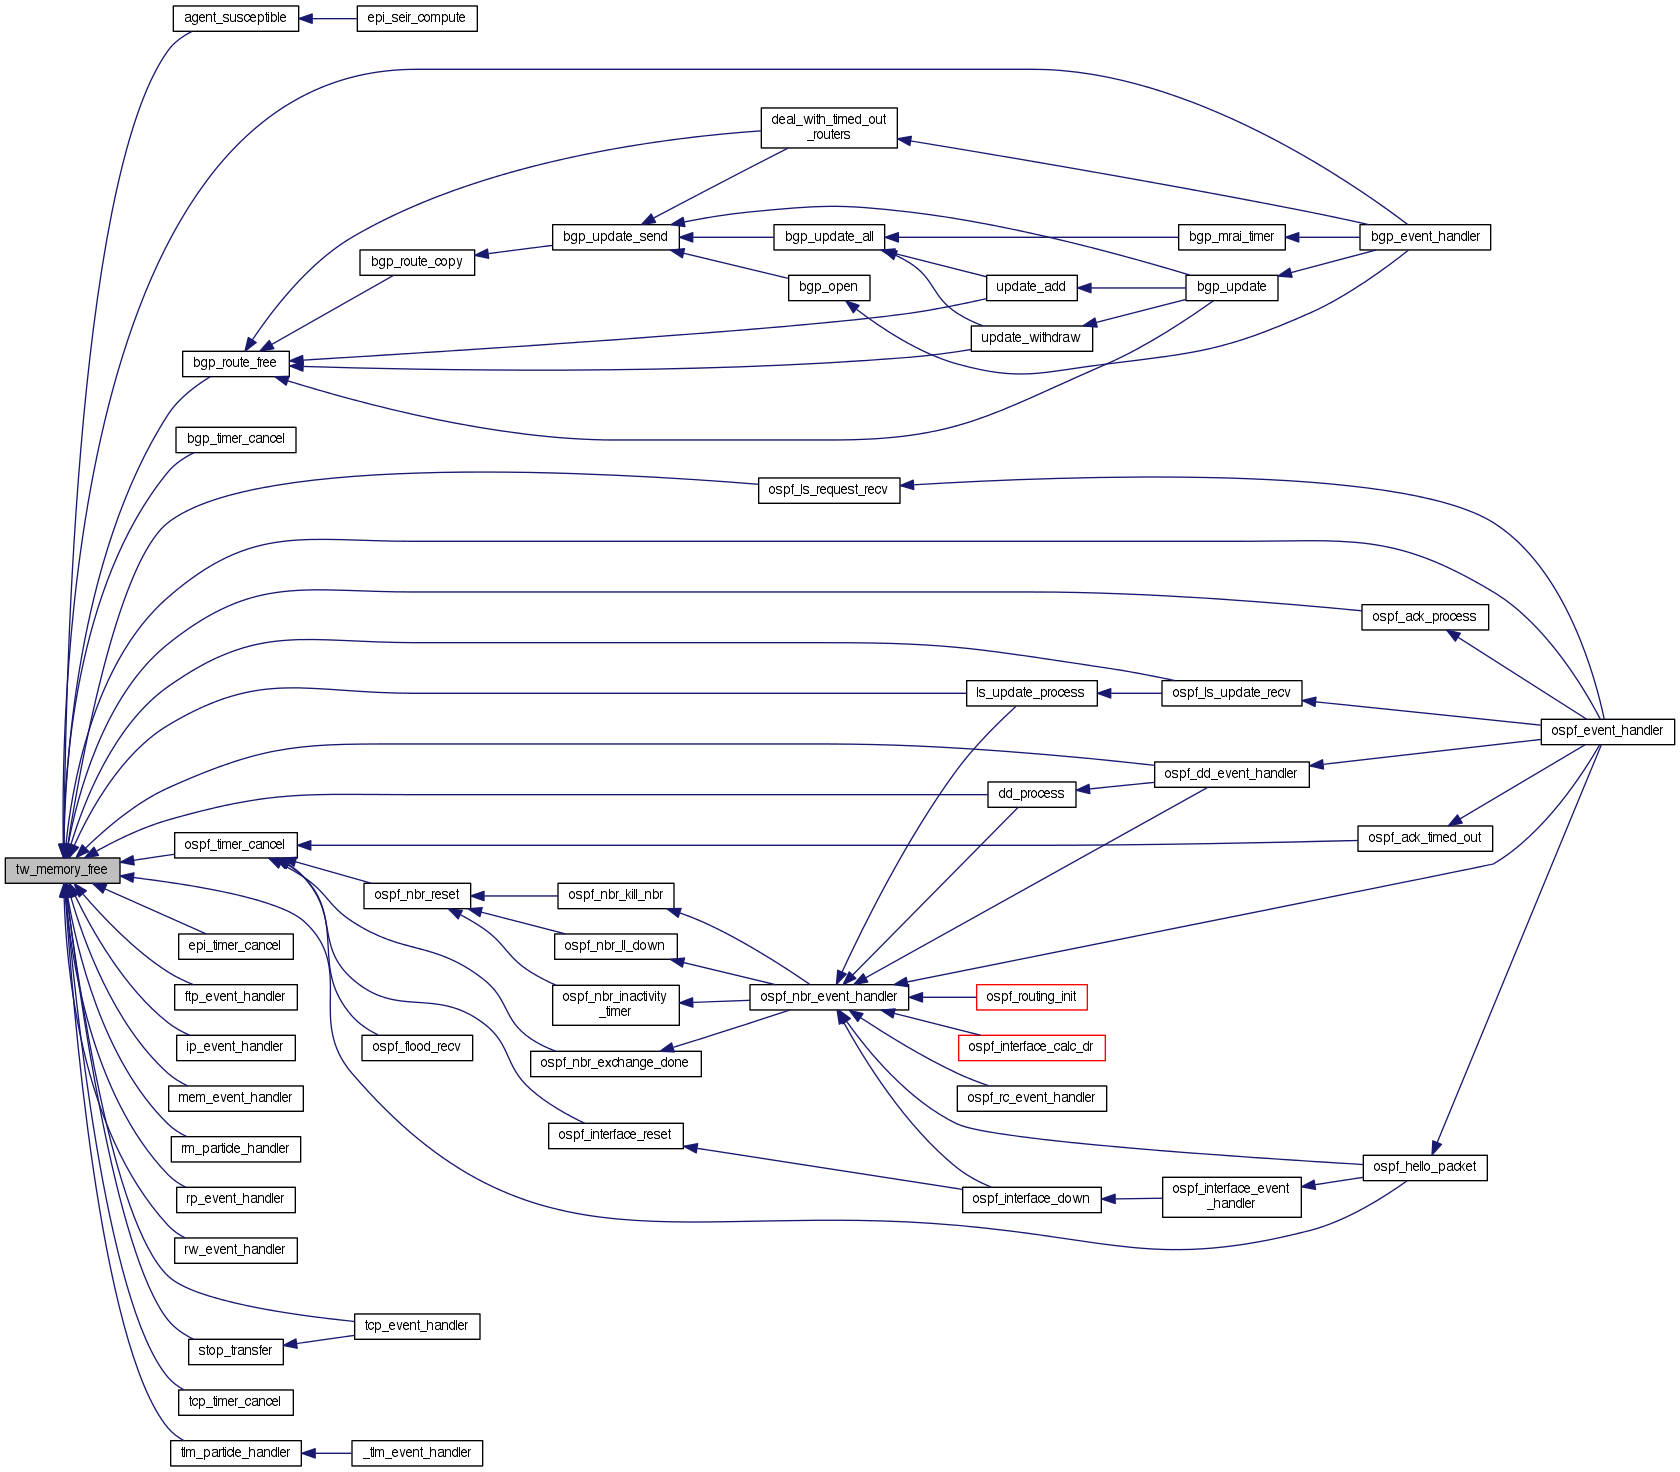 agent_susceptible
epi_seir_compute
deal_with_timed_out
_routers
bgp_update_send
bgp_update_all
bgp_mrai_timer
bgp_event_handler
bgp_route_copy
bgp_open
update_add
bgp_update
update_withdraw
bgp_route_free
bgp_timer_cancel
ospf_ls_request_recv
ospf_ack_process
ls_update_process
ospf_ls_update_recv
ospf_event_handler
ospf_dd_event_handler
dd_process
ospf_timer_cancel
ospf_ack_timed_out
tw_memory_free
ospf_nbr_reset
ospf_nbr_kill_nbr
epi_timer_cancel
ospf_nbr_ll_down
ftp_event_handler
ospf_nbr_inactivity
_timer
ospf_nbr_event_handler
ospf_routing_init
ip_event_handler
ospf_flood_recv
ospf_nbr_exchange_done
ospf_interface_calc_dr
mem_event_handler
ospf_rc_event_handler
rm_particle_handler
ospf_interface_reset
ospf_hello_packet
rp_event_handler
ospf_interface_down
ospf_interface_event
_handler
rw_event_handler
tcp_event_handler
stop_transfer
tcp_timer_cancel
tlm_particle_handler
_tlm_event_handler